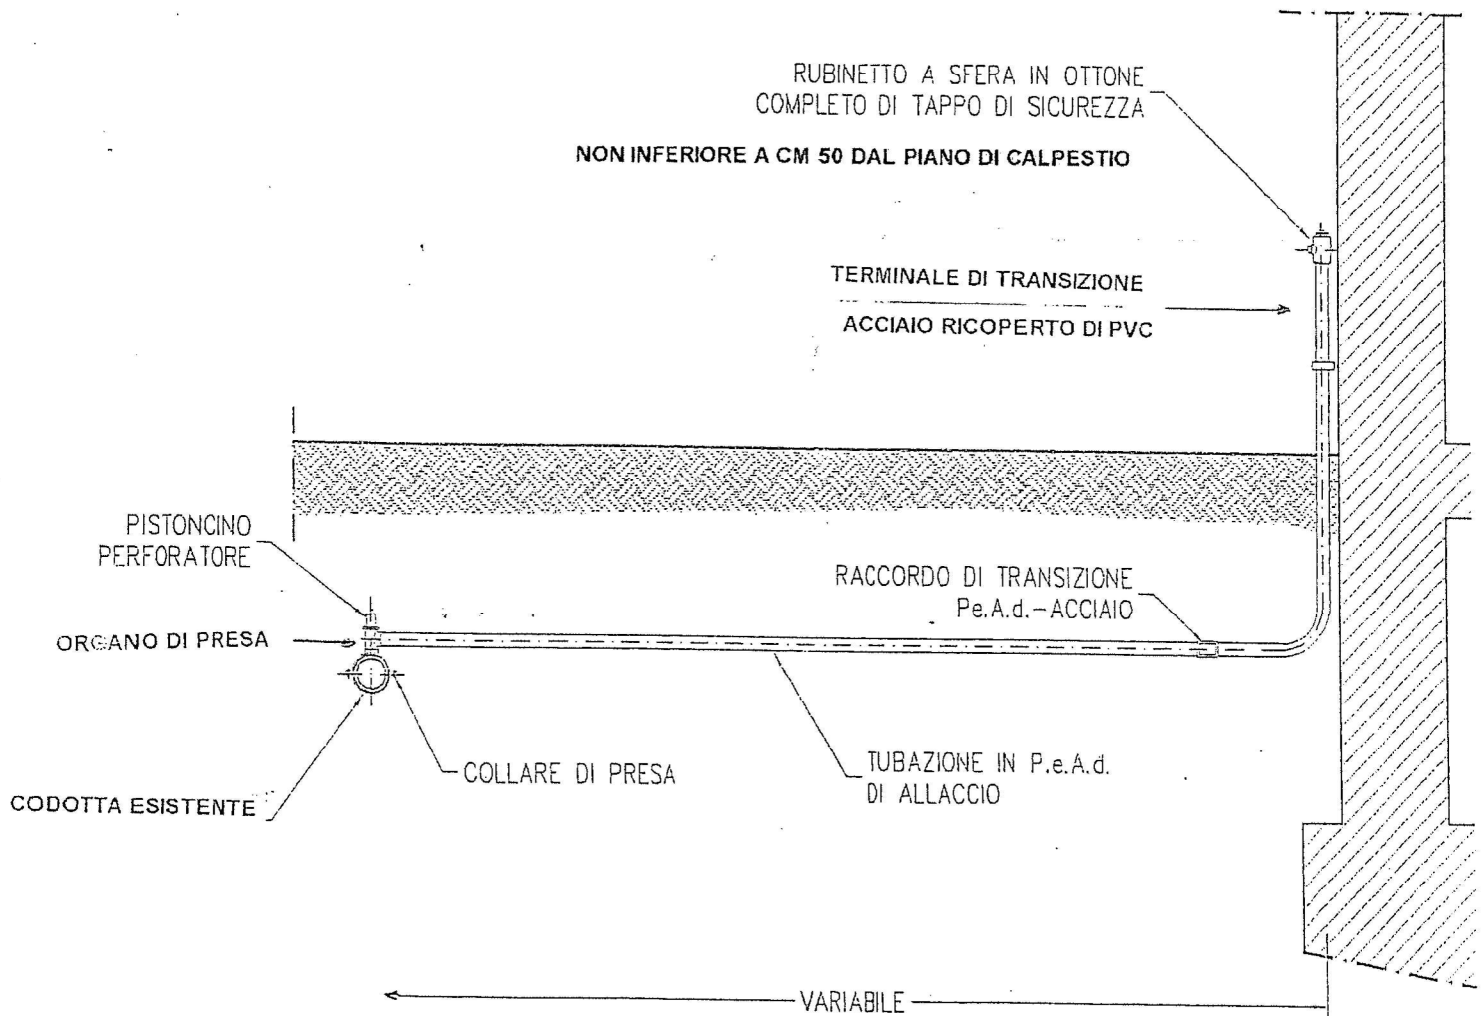 RUBINETTO A SFERA IN OTTONE
COMPLETO DI TAPPO DI SICUREZZA
NON INFERIORE A CM 50 DAL PIANO DI CALPESTIO
TERMINALE DI TRANSIZIONE
ACCIAIO RICOPERTO DI PVC
PISTONCINO
PERFORATORE
RACCORDO DI TRANSIZIONE
Pe.A.d.-ACCIAIO
ORGANO DI PRESA
COLLARE DI PRESA
TUBAZIONE IN P.e.A.d.
DI ALLACCIO
CODOTTA ESISTENTE
VARIABILE